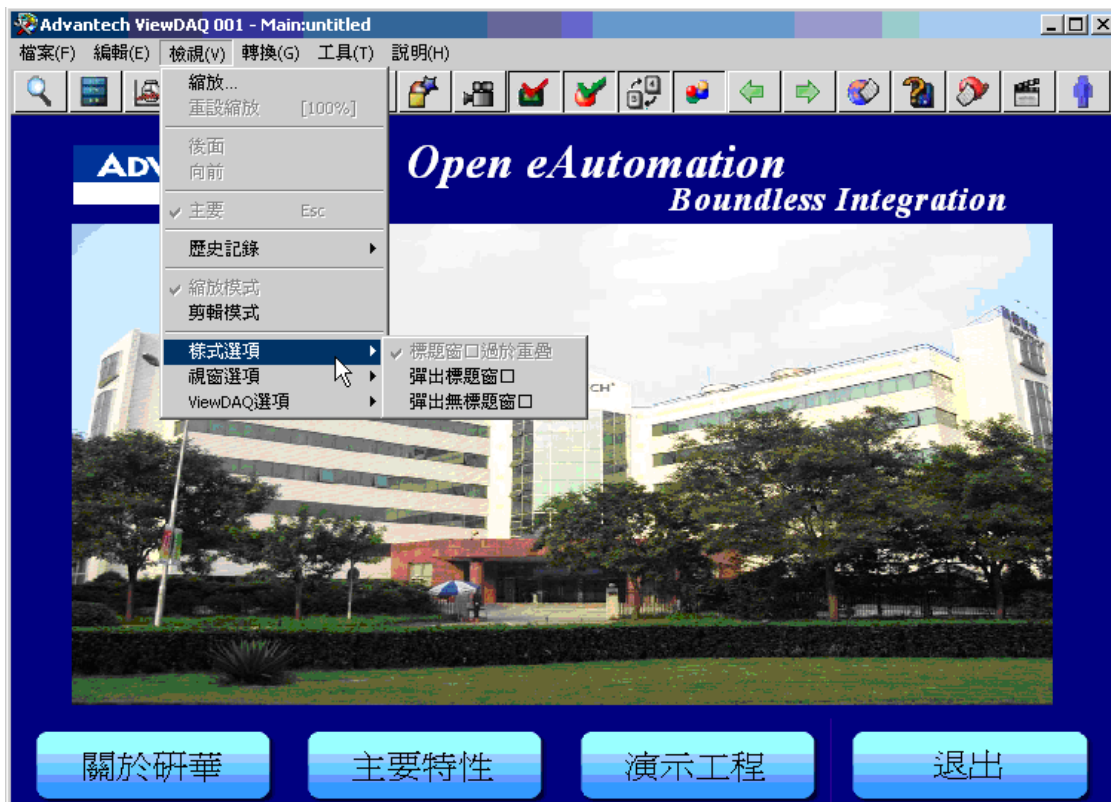 Advantech ViewDAQ 001 - Main:untitled
檔案(F) 編輯(E) 檢視(V) 轉換(G) 工具(T) 說明(H)
縮放...
重設縮放 [100%]
後面
向前
主要 Esc
歷史記錄
縮放模式
剪輯模式
樣式選項
視窗選項
ViewDAQ選項
標題窗口過於重疊
彈出標題窗口
彈出無標題窗口
ADV
Open eAutomation
Boundless Integration
CH
關於研華
主要特性
演示工程
退出